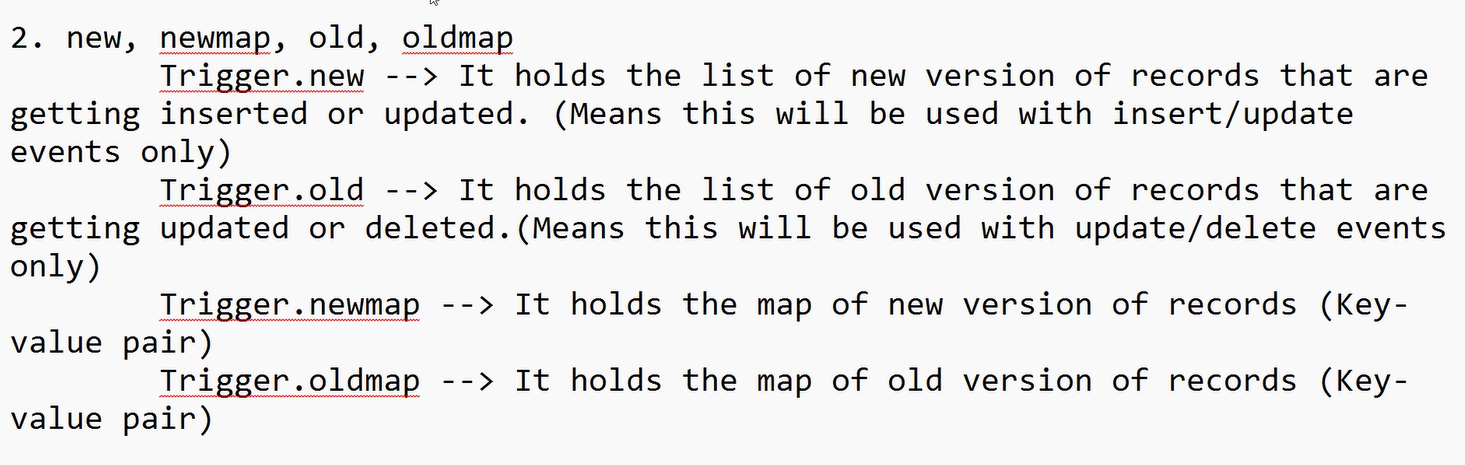 2. new, newmap, old, oldmap
Trigger.new --> It holds the list of new version of records that are
getting inserted or updated. (Means this will be used with insert/update
events only)
Trigger.old --> It holds the list of old version of records that are
getting updated or deleted.(Means this will be used with update/delete events
only)
Trigger.newmap --> It holds the map of new version of records (Key-
value pair)
Trigger.oldmap --> It holds the map of old version of records (Key-
value pair)